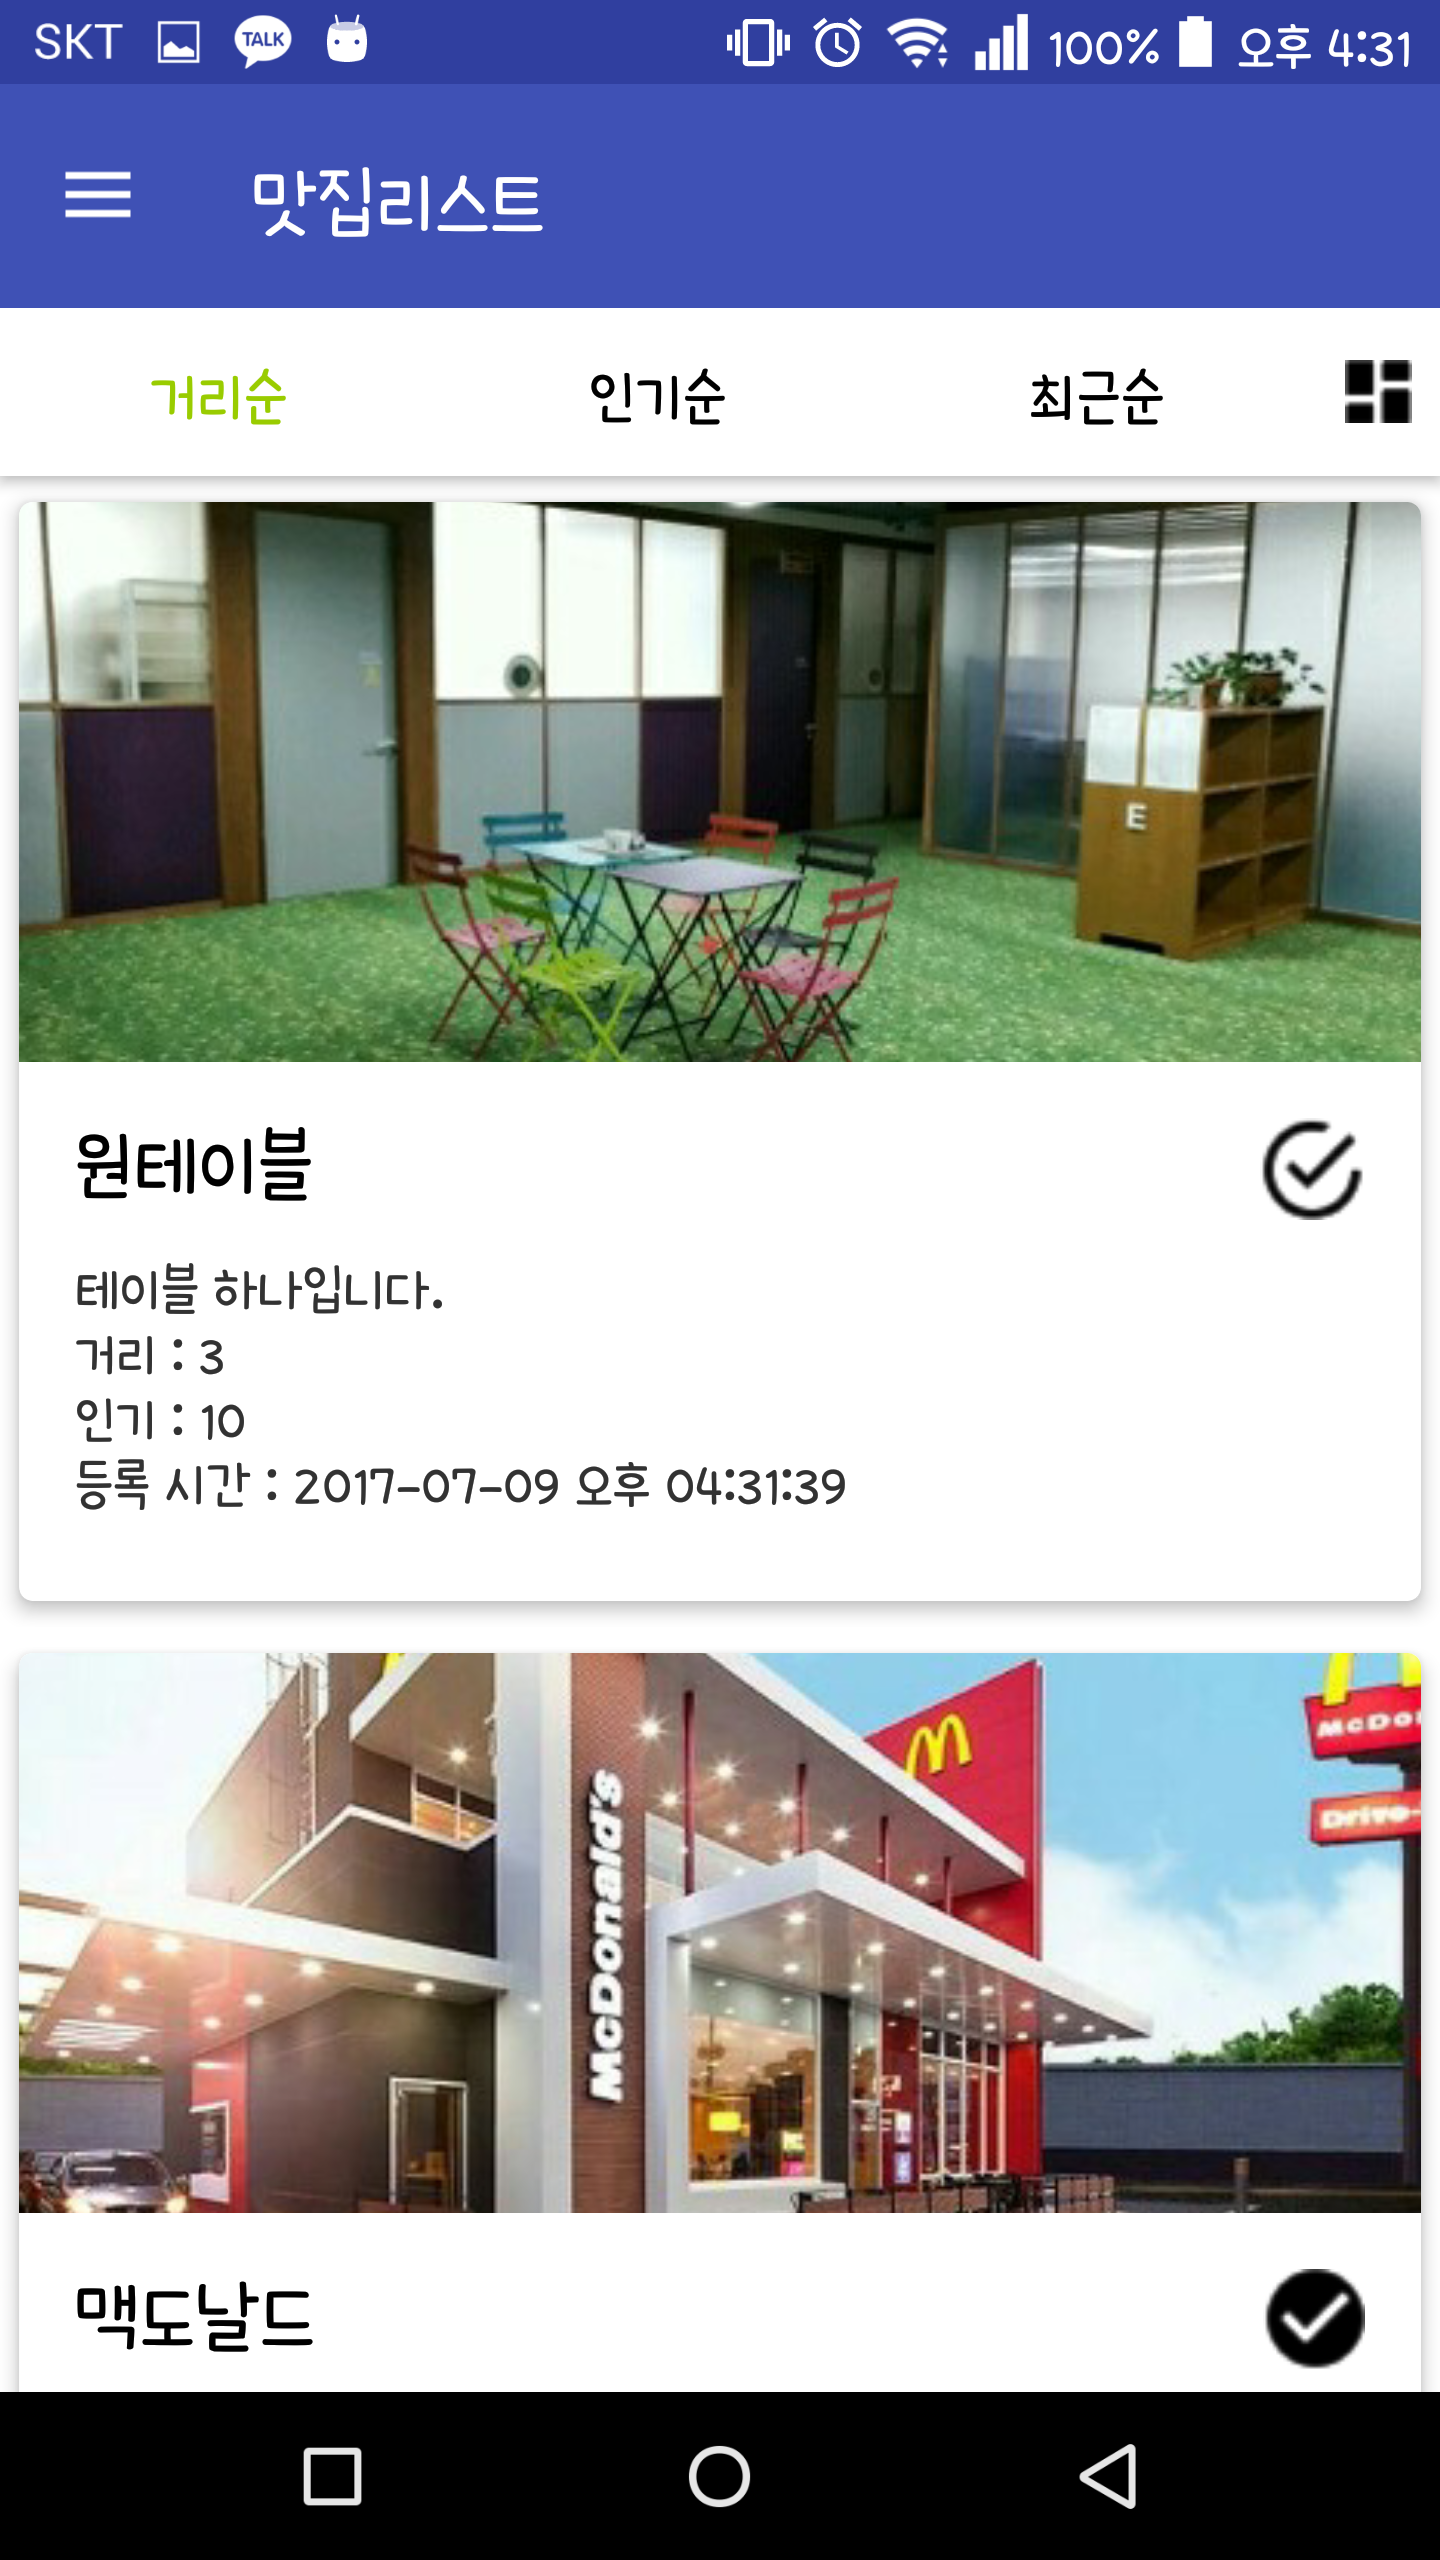 SKT TALK 100% 오후 4:31
맛집리스트
거리순 인기순 최근순
E
원테이블
테이블 하나입니다.
거리 : 3
인기 : 10
등록 시간 : 2017-07-09 오후 04:31:39
McDonald's
McDo
Drive-
맥도날드